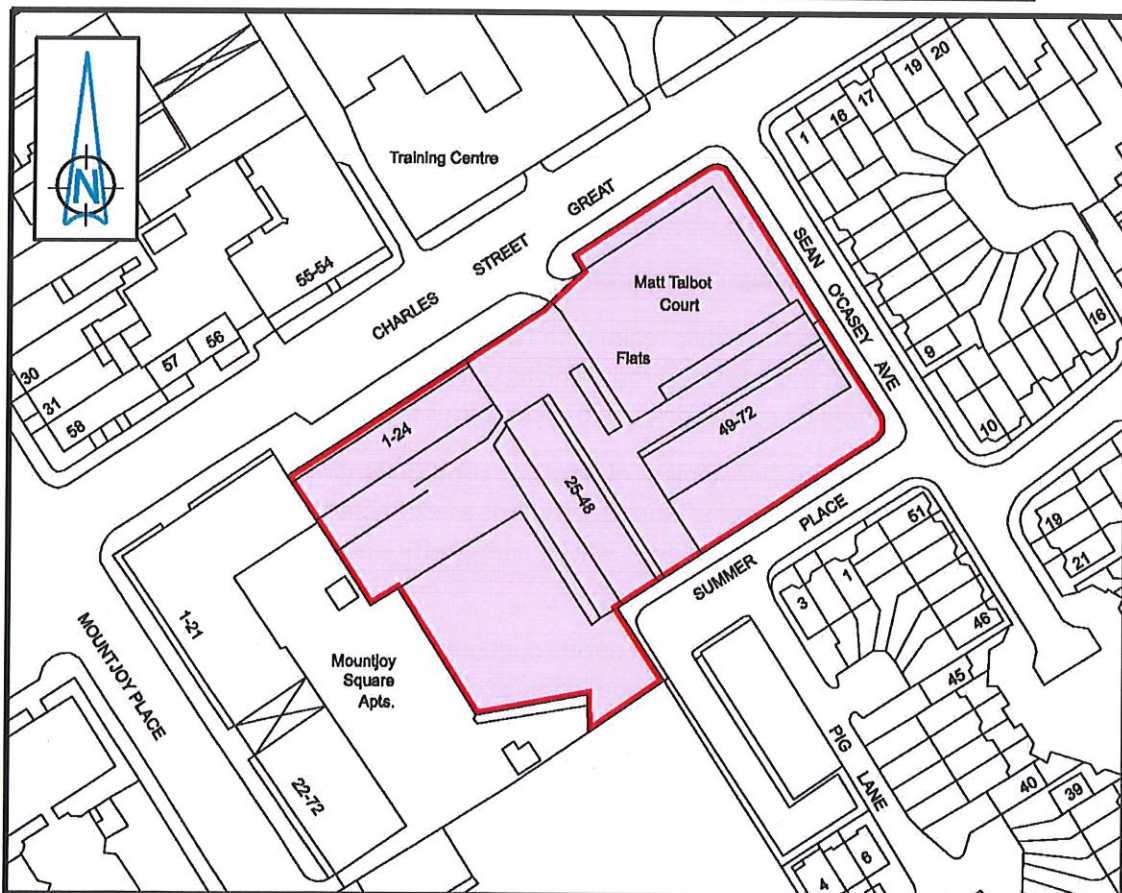 N
19
20
17
16
1
Training Centre
GREAT
STREET
CHARLES
SEAN O'CASEY AVE
Matt Talbot
Court
Flats
55-54
56
57
30
31
58
16
9
10
1-24
25-48
49-72
SUMMER PLACE
51
19
21
1
3
46
45
1-21
MOUNTJOY PLACE
Mountjoy
Square
Apts.
22-72
PIG LANE
40
39
6
4